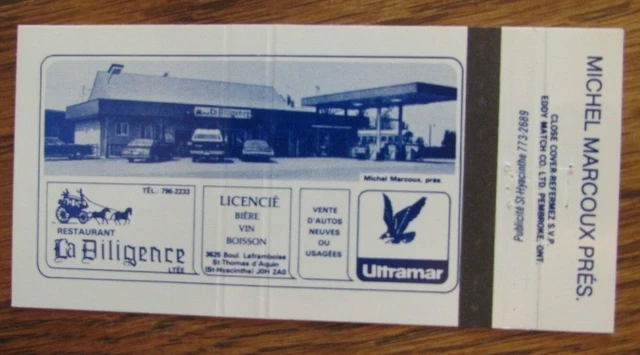 La Diligence
Michel Marcoux, prés.
TÉL.: 796-2233
RESTAURANT
La Diligence
LTÉE
LICENCIÉ
BIÈRE
VIN
BOISSON
3625 Boul. Laframboise
St-Thomas d'Aquin
(St-Hyacinthe) J0H 2A0
VENTE
D'AUTOS
NEUVES
OU
USAGÉES
Ultramar
Publicité St-Hyacinthe 773-2689
EDDY MATCH CO. LTD. PEMBROKE, ONT.
CLOSE COVER-REFERMEZ S.V.P.
MICHEL MARCOUX PRÉS.